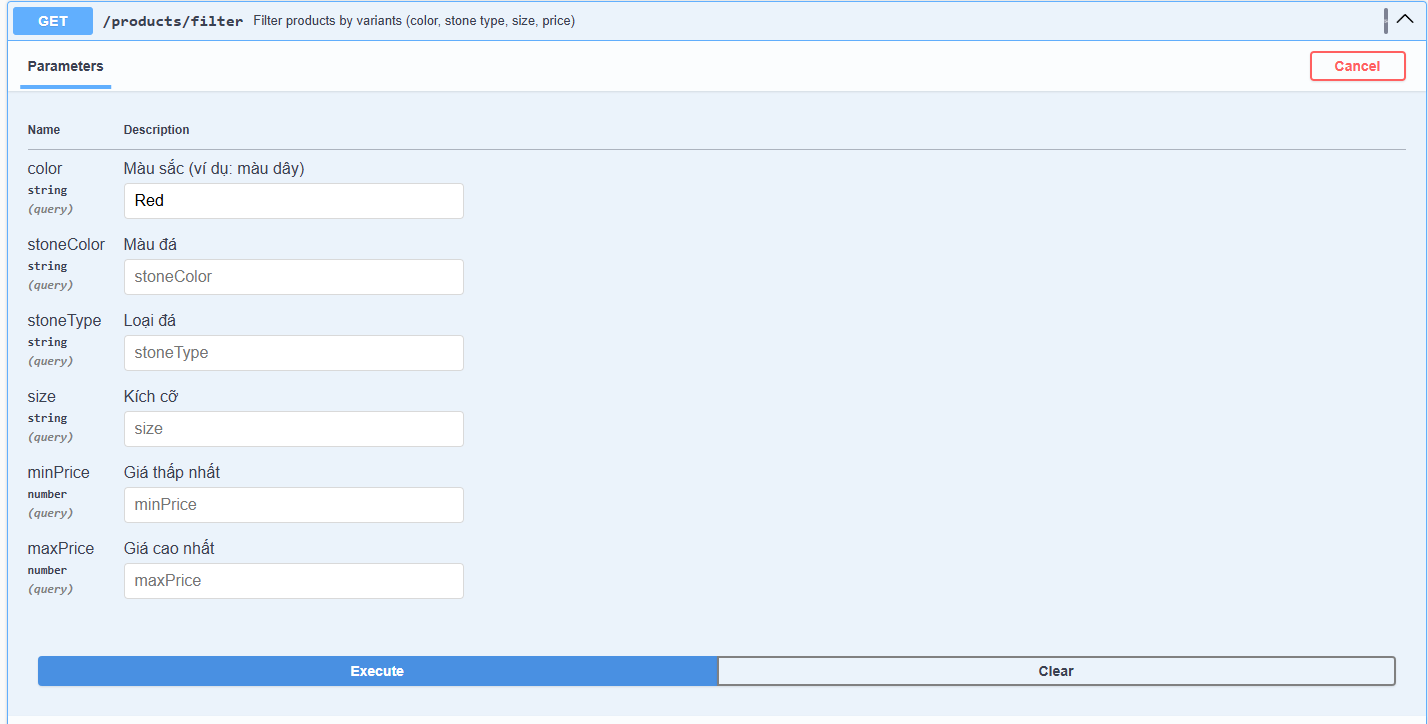 GET /products/filter Filter products by variants (color, stone type, size, price)
Parameters Cancel
Name Description
color Màu sắc (ví dụ: màu dây)
string
(query)
Red
stoneColor Màu đá
string
(query)
stoneColor
stoneType Loại đá
string
(query)
stoneType
size Kích cỡ
string
(query)
size
minPrice Giá thấp nhất
number
(query)
minPrice
maxPrice Giá cao nhất
number
(query)
maxPrice
Execute Clear